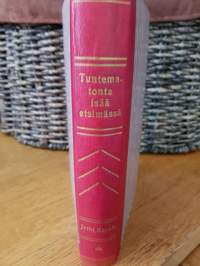 Tuntema-
tonta
isää
etsimässä